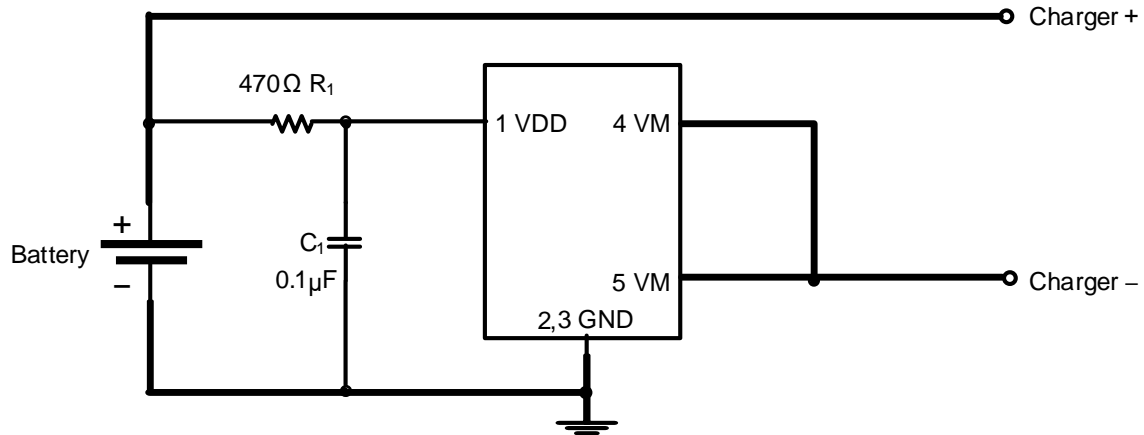 Charger +
470Ω R₁
1 VDD
4 VM
+
Battery
–
C₁
0.1µF
5 VM
Charger –
2,3 GND